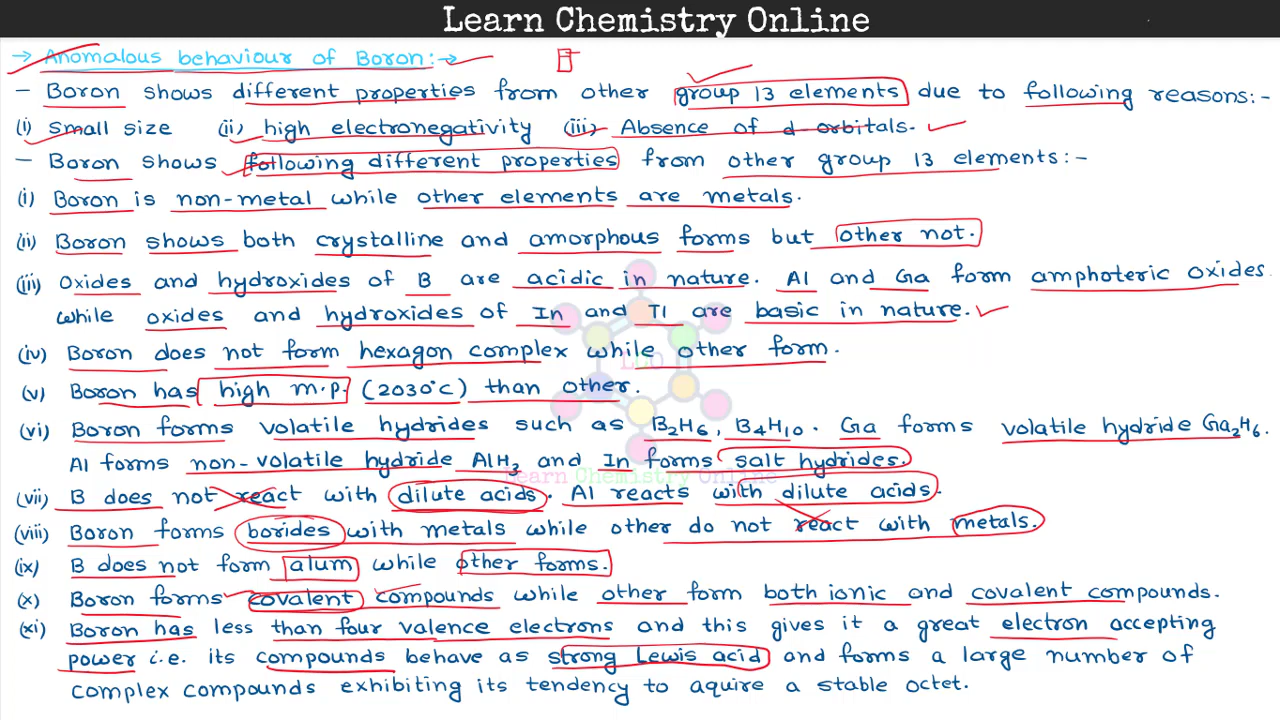 Learn Chemistry Online
→ Anomalous behaviour of Boron:→
- Boron shows different properties from other group 13 elements due to following reasons:-
(i) Small size (ii) high electronegativity (iii) Absence of d-orbitals.
- Boron shows following different properties from other group 13 elements:-
(i) Boron is non-metal while other elements are metals.
(ii) Boron shows both crystalline and amorphous forms but other not.
(iii) Oxides and hydroxides of B are acidic in nature. Al and Ga form amphoteric oxides
while oxides and hydroxides of In and Tl are basic in nature.
(iv) Boron does not form hexagon complex while other form.
(v) Boron has high m.p. (2030°C) than other.
(vi) Boron forms volatile hydrides such as B₂H₆, B₄H₁₀. Ga forms volatile hydride Ga₂H₆.
Al forms non-volatile hydride AlH₃ and In forms salt hydrides.
Learn Chemistry Online
(vii) B does not react with dilute acids. Al reacts with dilute acids.
(viii) Boron forms borides with metals while other do not react with metals.
(ix) B does not form alum while other forms.
(x) Boron forms covalent compounds while other form both ionic and covalent compounds.
(xi) Boron has less than four valence electrons and this gives it a great electron accepting
power i.e. its compounds behave as strong Lewis acid and forms a large number of
complex compounds exhibiting its tendency to aquire a stable octet.